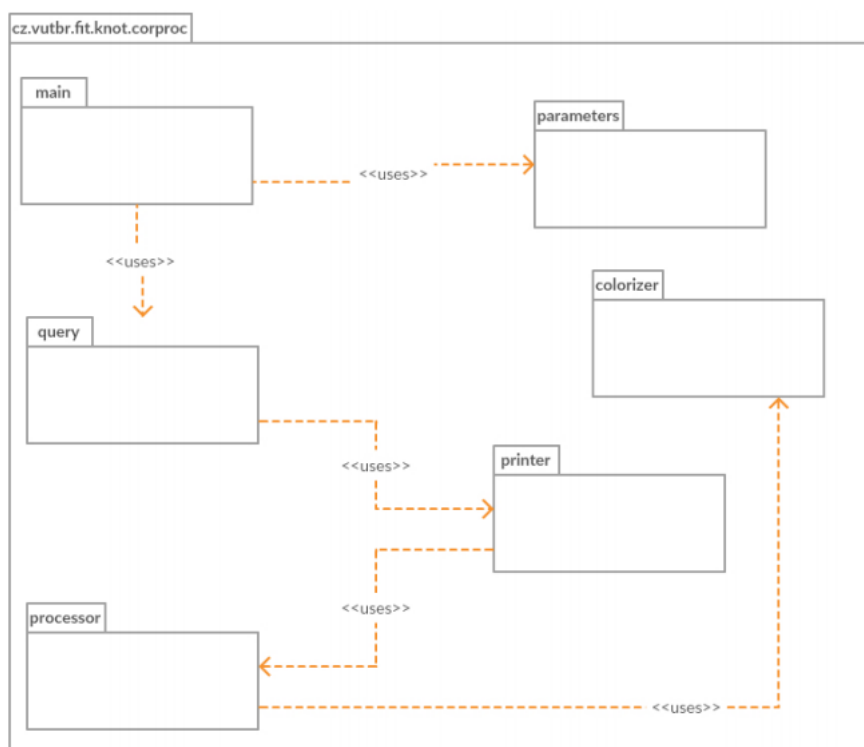 cz.vutbr.fit.knot.corproc
main
parameters
<<uses>>
<<uses>>
colorizer
query
printer
<<uses>>
<<uses>>
processor
<<uses>>